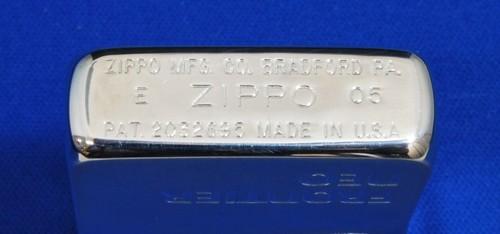 ZIPPO MFG. CO. BRADFORD PA.
E ZIPPO 05
PAT. 2032695 MADE IN U.S.A